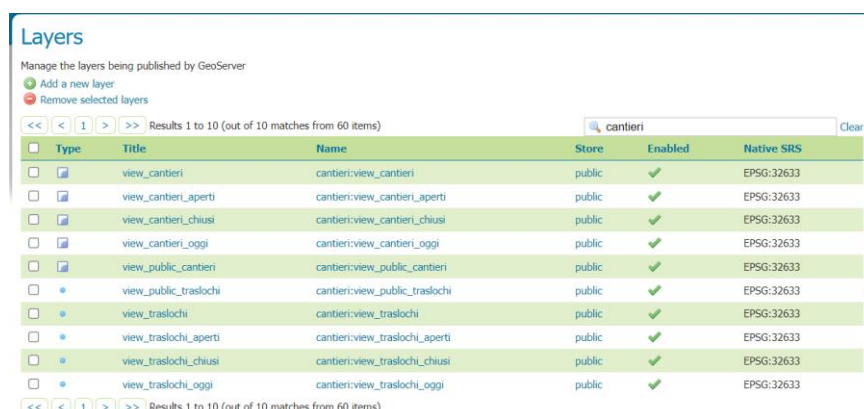 Layers
Manage the layers being published by GeoServer
Add a new layer
Remove selected layers
<< < 1 > >> Results 1 to 10 (out of 10 matches from 60 items) cantieri Clear
Type Title Name Store Enabled Native SRS
view_cantieri cantieri:view_cantieri public EPSG:32633
view_cantieri_aperti cantieri:view_cantieri_aperti public EPSG:32633
view_cantieri_chiusi cantieri:view_cantieri_chiusi public EPSG:32633
view_cantieri_oggi cantieri:view_cantieri_oggi public EPSG:32633
view_public_cantieri cantieri:view_public_cantieri public EPSG:32633
view_public_traslochi cantieri:view_public_traslochi public EPSG:32633
view_traslochi cantieri:view_traslochi public EPSG:32633
view_traslochi_aperti cantieri:view_traslochi_aperti public EPSG:32633
view_traslochi_chiusi cantieri:view_traslochi_chiusi public EPSG:32633
view_traslochi_oggi cantieri:view_traslochi_oggi public EPSG:32633
<< < 1 > >> Results 1 to 10 (out of 10 matches from 60 items)